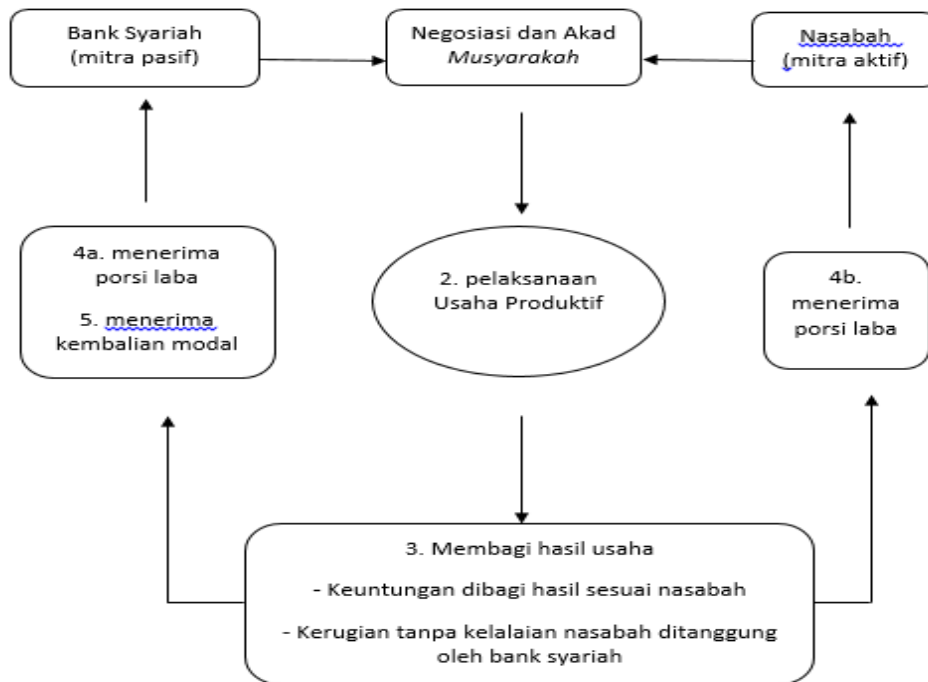 Bank Syariah
(mitra pasif)
Negosiasi dan Akad
Musyarakah
Nasabah
(mitra aktif)
4a. menerima
porsi laba
5. menerima
kembalian modal
2. pelaksanaan
Usaha Produktif
4b.
menerima
porsi laba
3. Membagi hasil usaha
- Keuntungan dibagi hasil sesuai nasabah
- Kerugian tanpa kelalaian nasabah ditanggung
oleh bank syariah